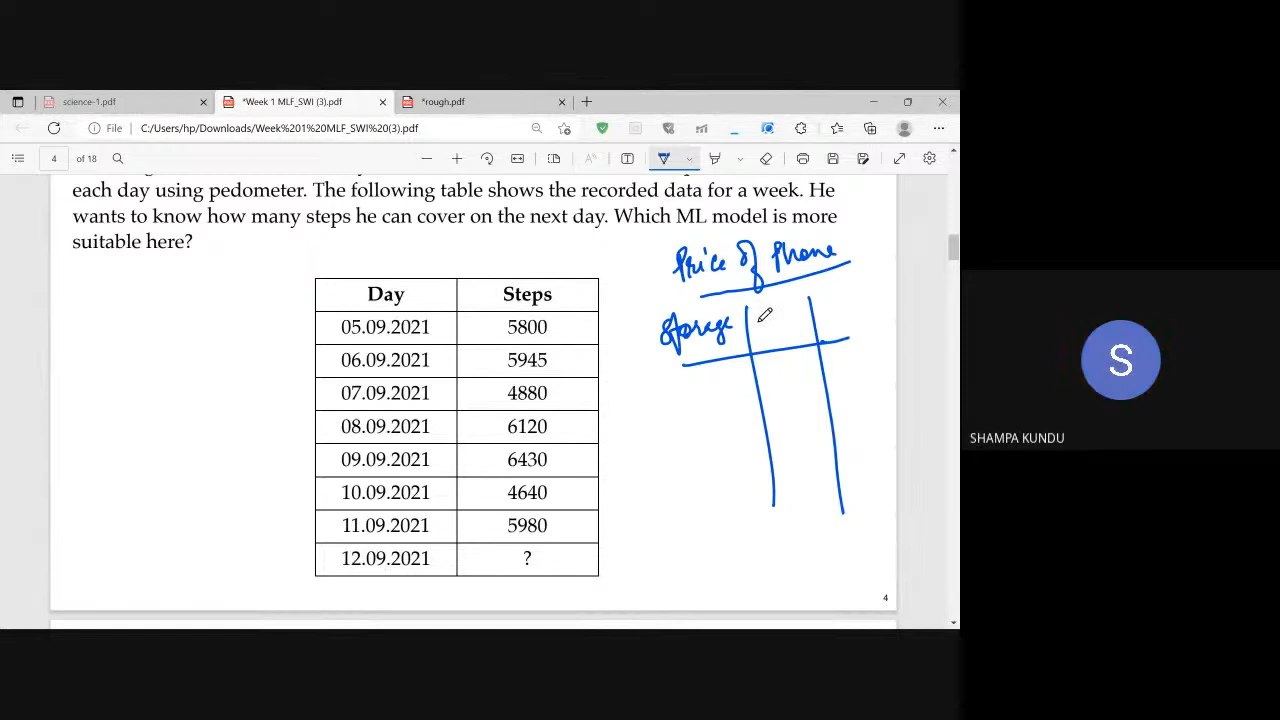 science-1.pdf
*Week 1 MLF_SWI (3).pdf
*rough.pdf
File
C:/Users/hp/Downloads/Week%201%20MLF_SWI%20(3).pdf
4 of 18
each day using pedometer. The following table shows the recorded data for a week. He
wants to know how many steps he can cover on the next day. Which ML model is more
suitable here?
Price of Phone
Storage
Day Steps
05.09.2021 5800
06.09.2021 5945
07.09.2021 4880
08.09.2021 6120
09.09.2021 6430
10.09.2021 4640
11.09.2021 5980
12.09.2021 ?
4
S
SHAMPA KUNDU